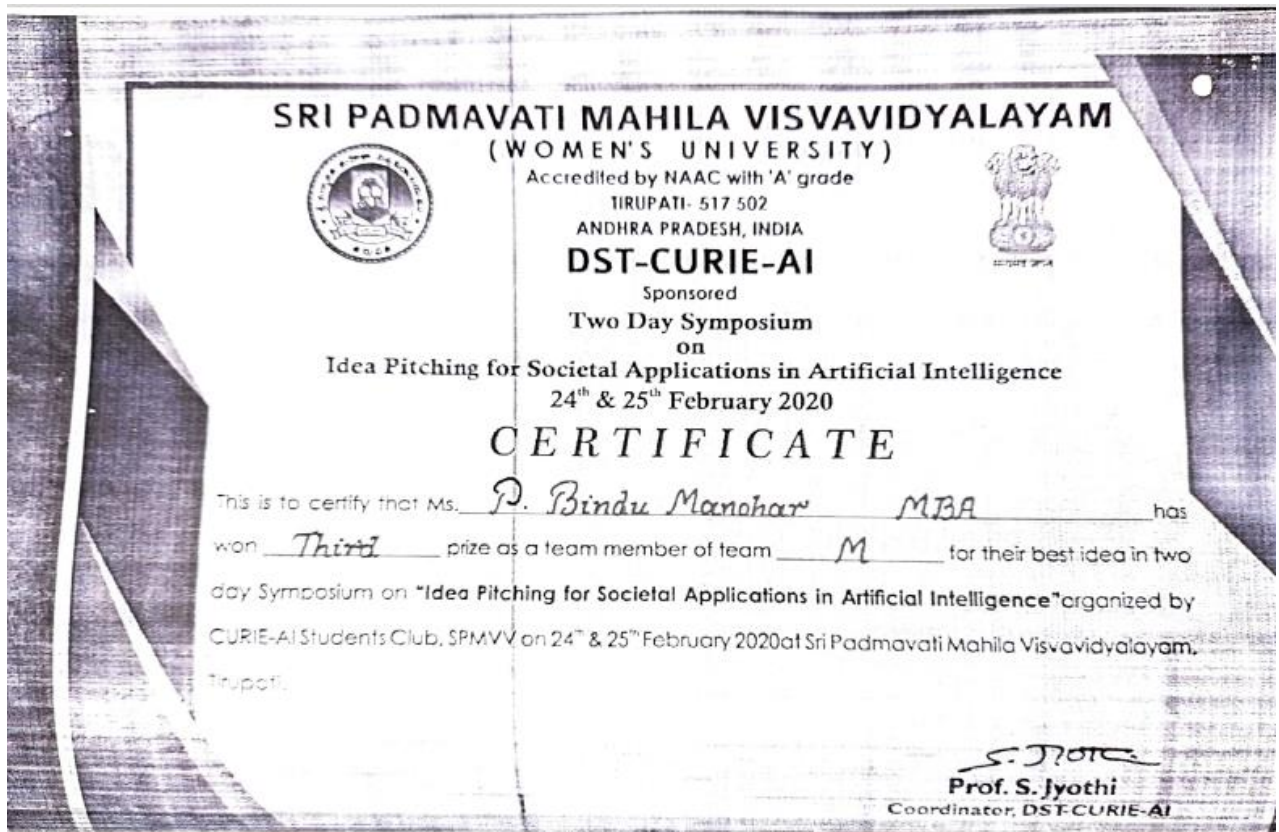 SRI PADMAVATI MAHILA VISVAVIDYALAYAM
(WOMEN'S UNIVERSITY)
Accredited by NAAC with 'A' grade
TIRUPATI- 517 502
ANDHRA PRADESH, INDIA
DST-CURIE-AI
Sponsored
Two Day Symposium
on
Idea Pitching for Societal Applications in Artificial Intelligence
24th & 25th February 2020
CERTIFICATE
This is to certify that Ms. P. Bindu Manohar MBA has
won Third prize as a team member of team M for their best idea in two
day Symposium on "Idea Pitching for Societal Applications in Artificial Intelligence"organized by
CURIE-AI Students Club, SPMVV on 24th & 25th February 2020at Sri Padmavati Mahila Visvavidyalayam,
Tirupati.
Prof. S. Jyothi
Coordinator, DST-CURIE-AI